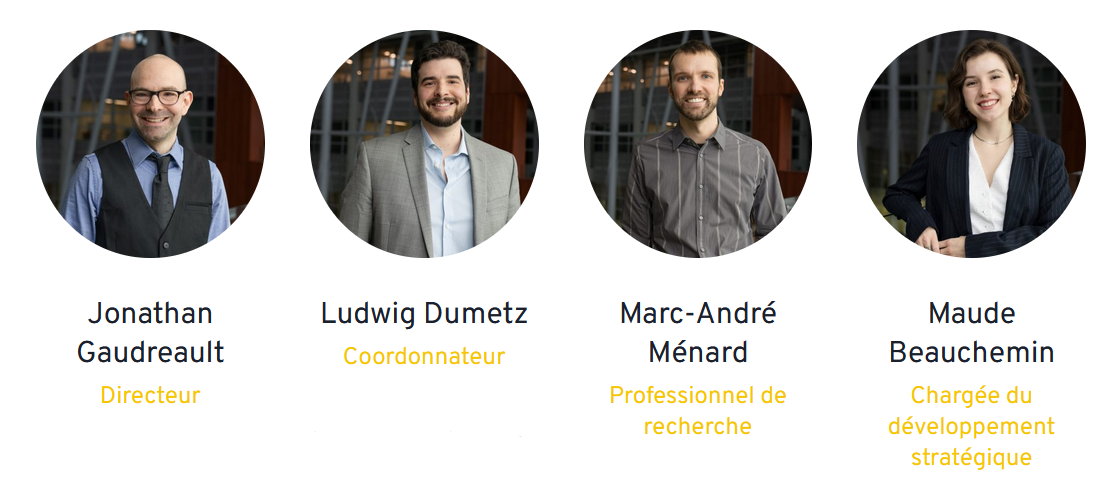 Jonathan
Gaudreault
Directeur
Ludwig Dumetz
Coordonnateur
Marc-André
Ménard
Professionnel de
recherche
Maude
Beauchemin
Chargée du
développement
stratégique